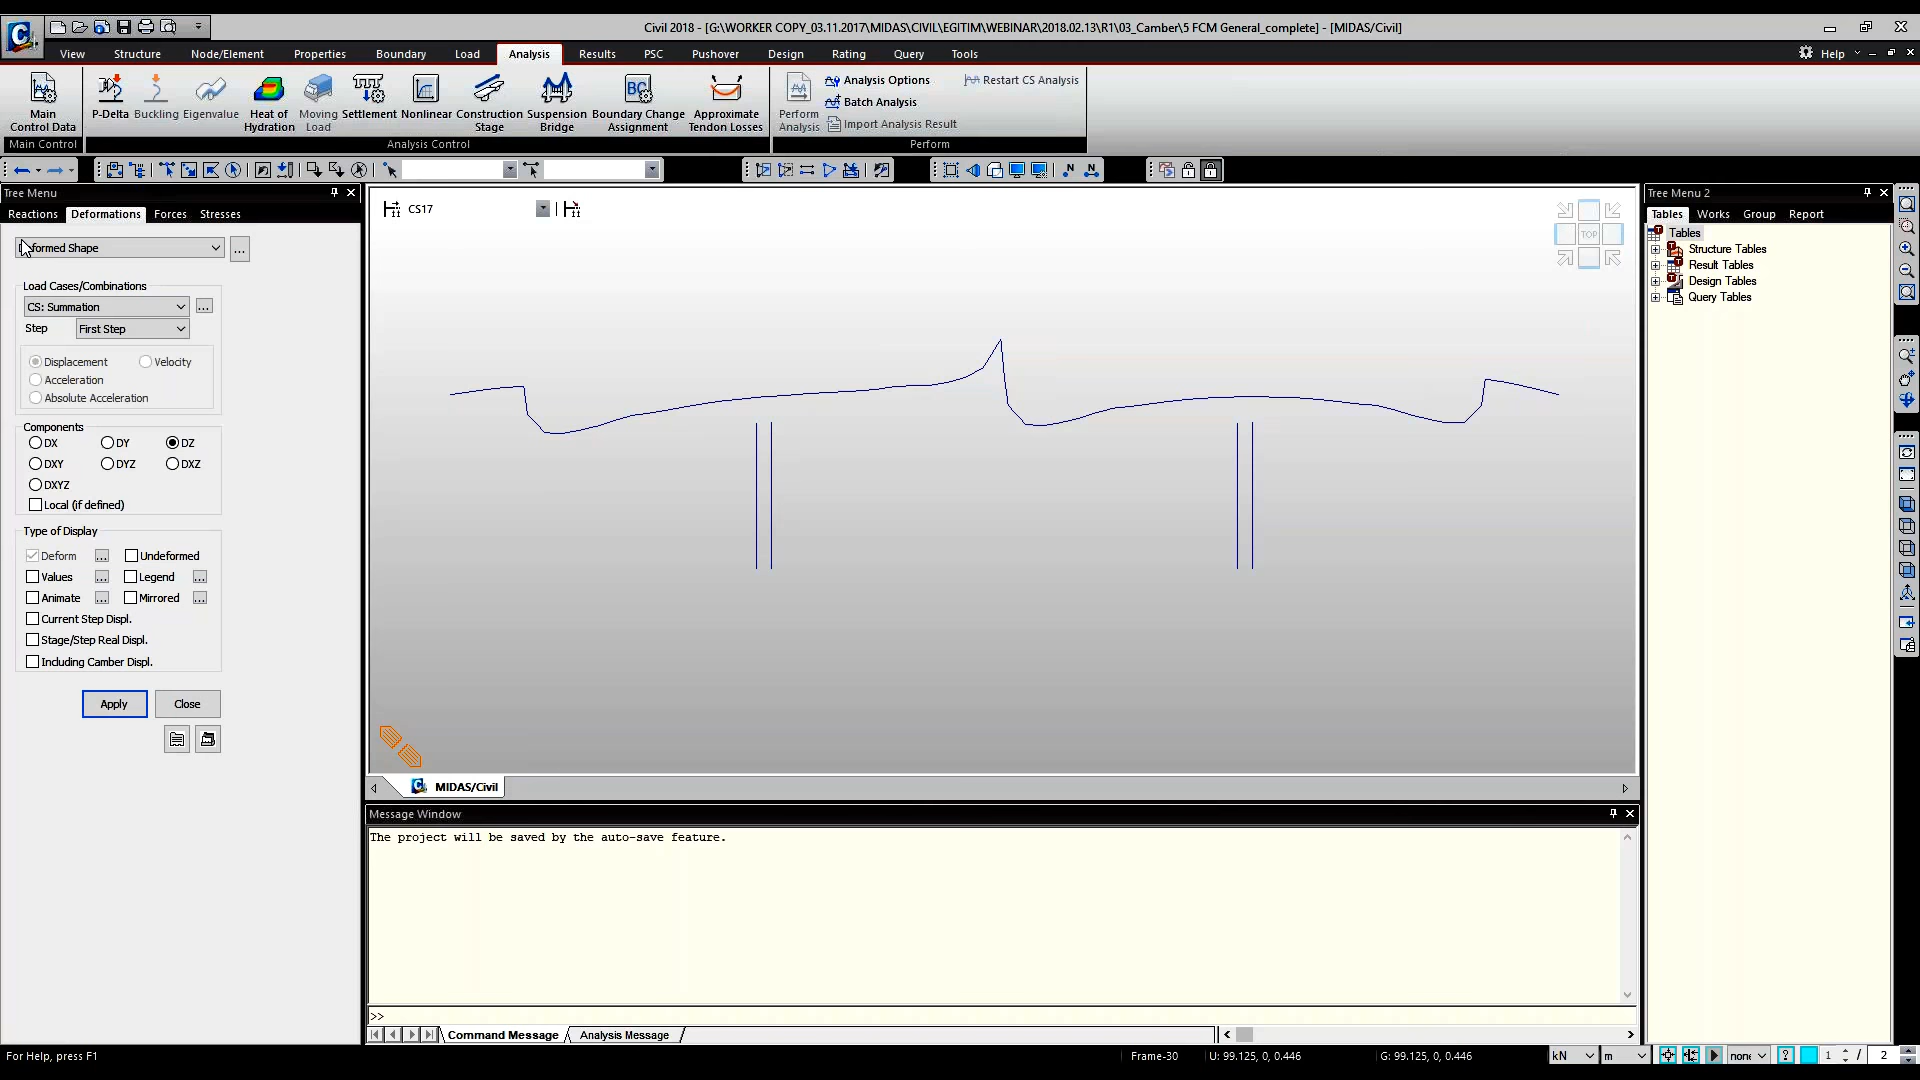 Civil 2018 - [G:\WORKER COPY_03.11.2017\MIDAS\CIVIL\EGITIM\WEBINAR\2018.02.13\R1\03_Camber\5 FCM General_complete] - [MIDAS/Civil]
View Structure Node/Element Properties Boundary Load Analysis Results PSC Pushover Design Rating Query Tools Help
Main Control Data
P-Delta Buckling Eigenvalue Heat of Hydration Moving Load Settlement Nonlinear Construction Stage Suspension Bridge Boundary Change Assignment Approximate Tendon Losses
Perform Analysis
Analysis Options Restart CS Analysis
Batch Analysis
Import Analysis Result
Main Control Analysis Control Perform
Tree Menu
Reactions Deformations Forces Stresses
formed Shape
Load Cases/Combinations
CS: Summation
Step First Step
Displacement Velocity
Acceleration
Absolute Acceleration
Components
DX DY DZ
DXY DYZ DXZ
DXYZ
Local (if defined)
Type of Display
Deform ... Undeformed
Values ... Legend ...
Animate ... Mirrored ...
Current Step Displ.
Stage/Step Real Displ.
Including Camber Displ.
Apply Close
CS17
TOP
MIDAS/Civil
Message Window
The project will be saved by the auto-save feature.
>>
Command Message Analysis Message
Tree Menu 2
Tables Works Group Report
Tables
Structure Tables
Result Tables
Design Tables
Query Tables
For Help, press F1 Frame-30 U: 99.125, 0, 0.446 G: 99.125, 0, 0.446 kN m none 1 / 2